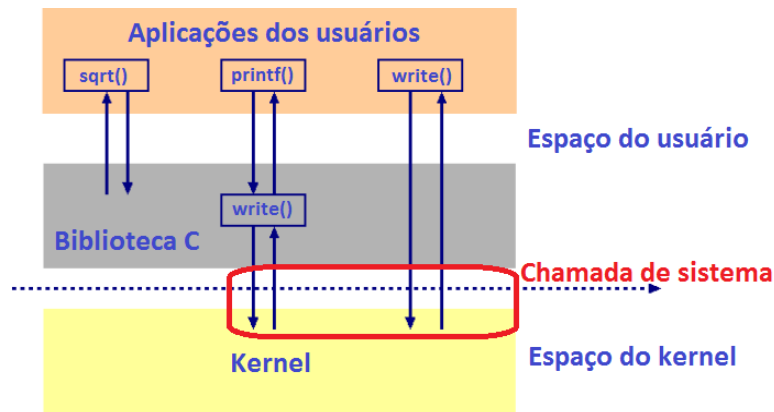 Aplicações dos usuários
sqrt()
printf()
write()
Espaço do usuário
write()
Biblioteca C
Chamada de sistema
Kernel
Espaço do kernel